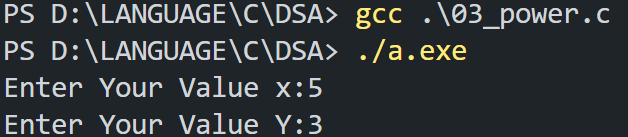 PS D:\LANGUAGE\C\DSA> gcc .\03_power.c
PS D:\LANGUAGE\C\DSA> ./a.exe
Enter Your Value x:5
Enter Your Value Y:3